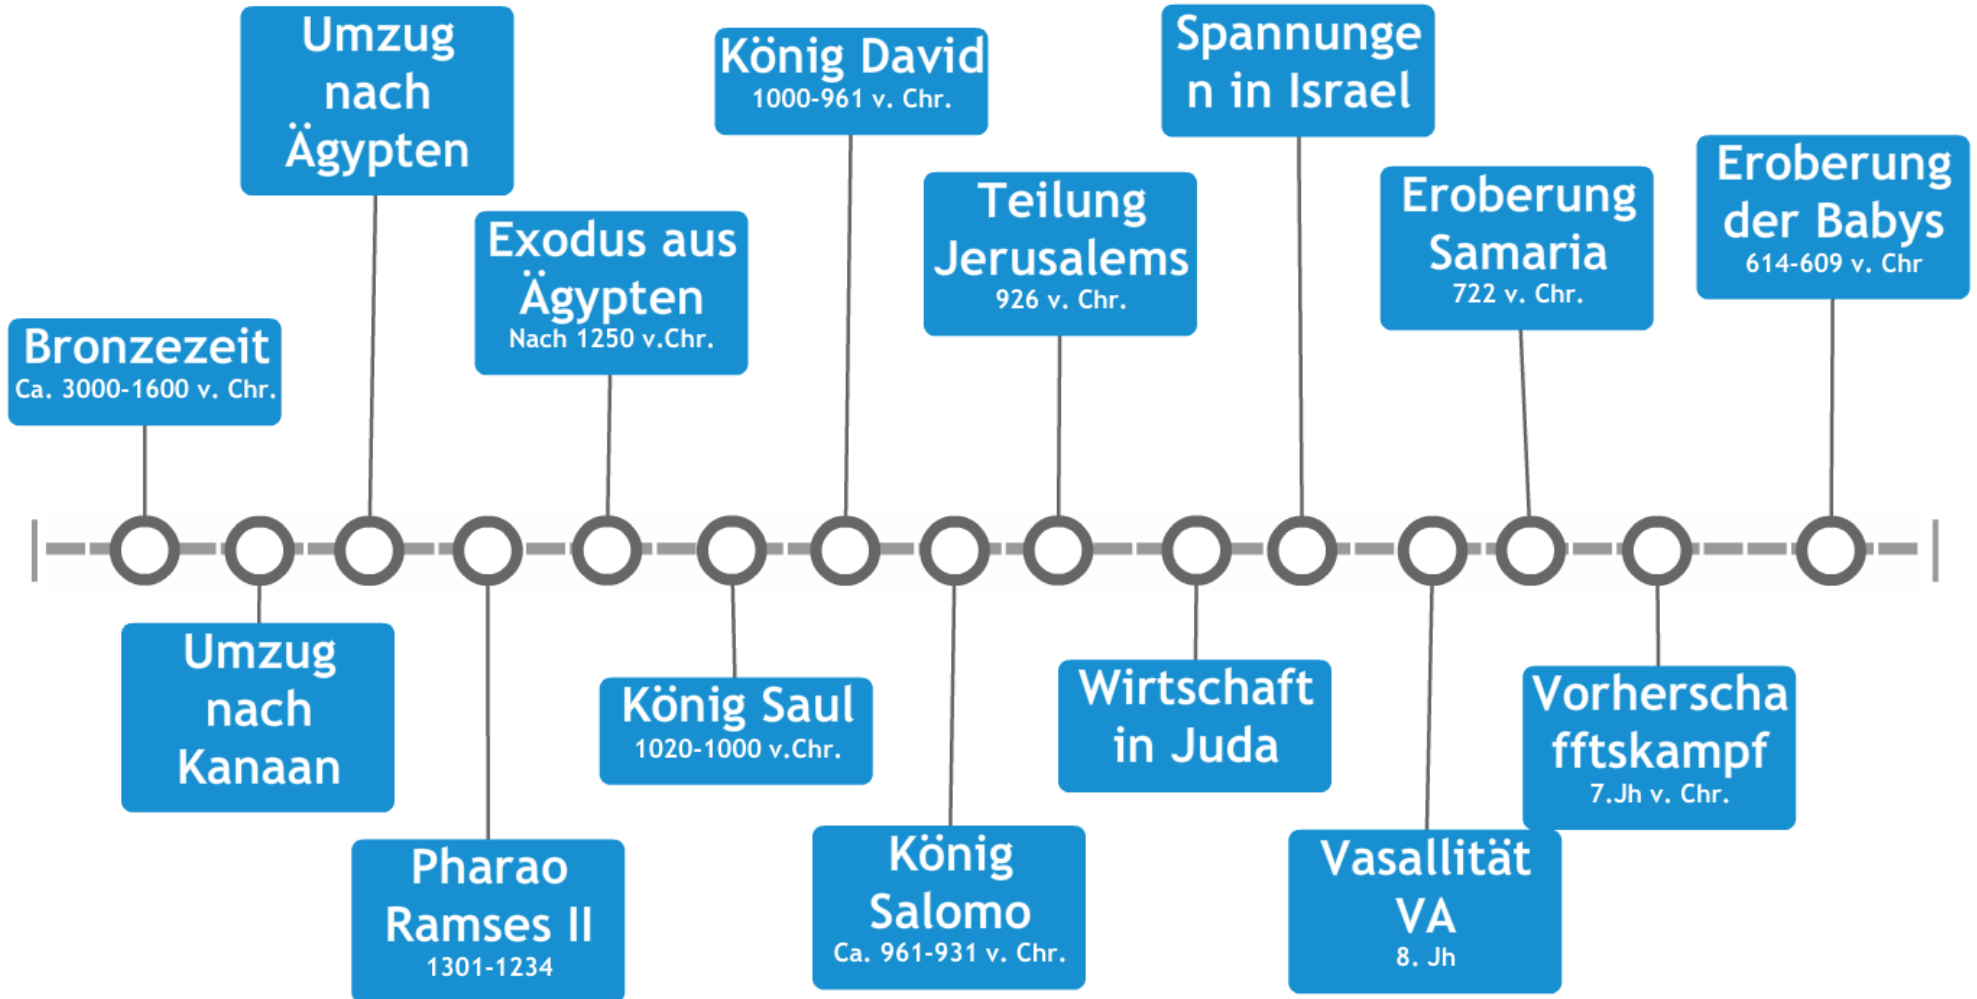 Bronzezeit
Ca. 3000-1600 v. Chr.
Umzug
nach
Kanaan
Umzug
nach
Ägypten
Pharao
Ramses II
1301-1234
Exodus aus
Ägypten
Nach 1250 v.Chr.
König Saul
1020-1000 v.Chr.
König David
1000-961 v. Chr.
König
Salomo
Ca. 961-931 v. Chr.
Teilung
Jerusalems
926 v. Chr.
Wirtschaft
in Juda
Spannunge
n in Israel
Vasallität
VA
8. Jh
Eroberung
Samaria
722 v. Chr.
Vorherscha
fftskampf
7.Jh v. Chr.
Eroberung
der Babys
614-609 v. Chr